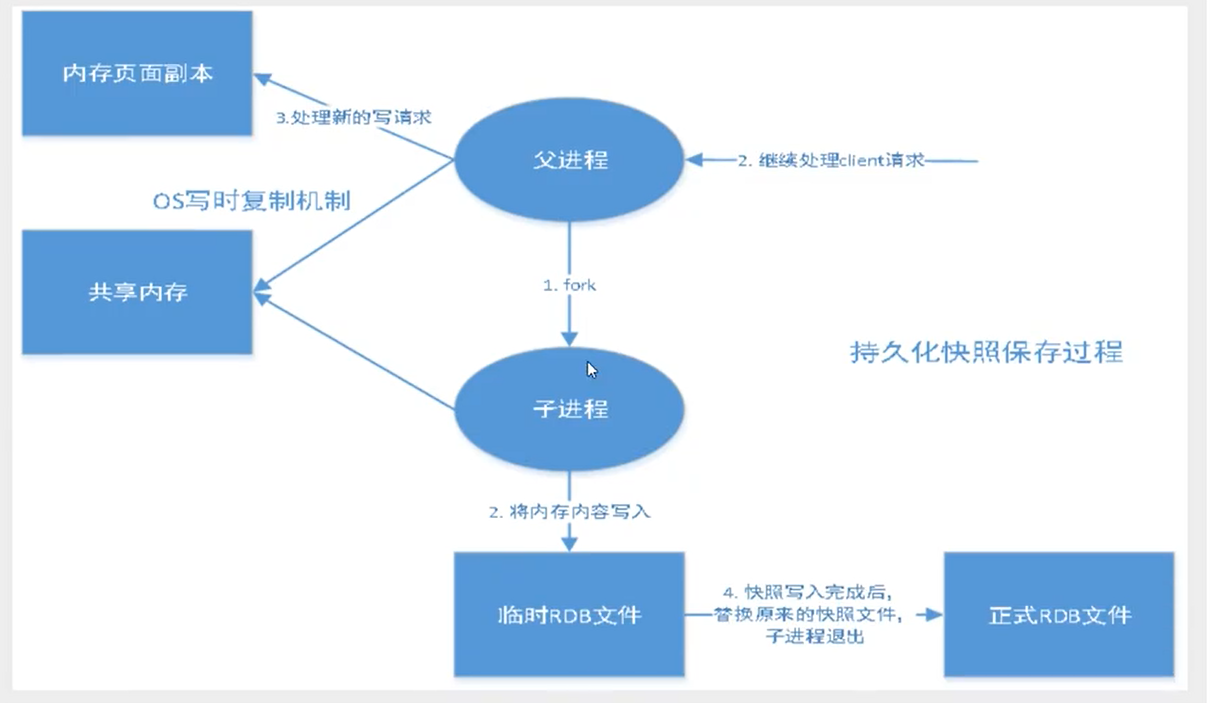 内存页面副本
3.处理新的写请求
父进程
2. 继续处理client请求
OS写时复制机制
共享内存
1. fork
持久化快照保存过程
子进程
2. 将内存内容写入
临时RDB文件
4. 快照写入完成后,
替换原来的快照文件,
子进程退出
正式RDB文件